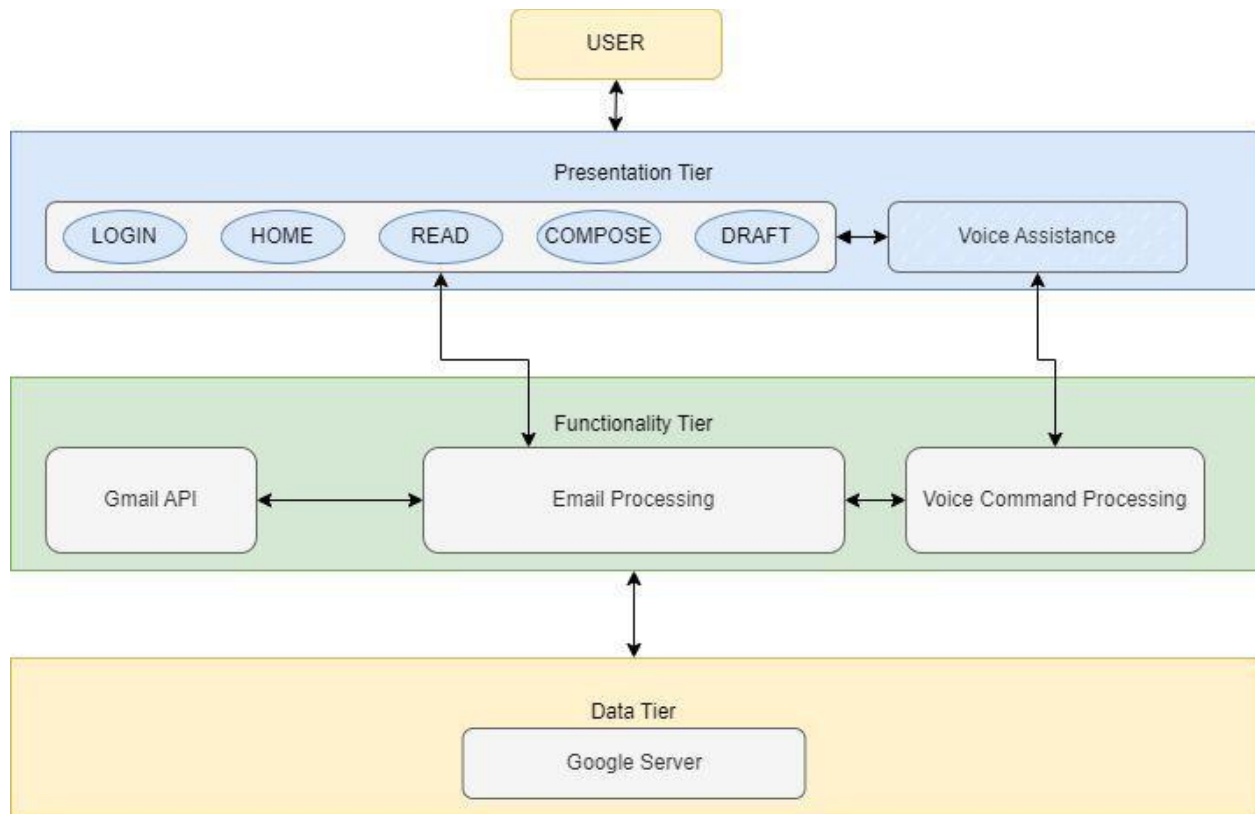 USER
Presentation Tier
LOGIN
HOME
READ
COMPOSE
DRAFT
Voice Assistance
Functionality Tier
Gmail API
Email Processing
Voice Command Processing
Data Tier
Google Server